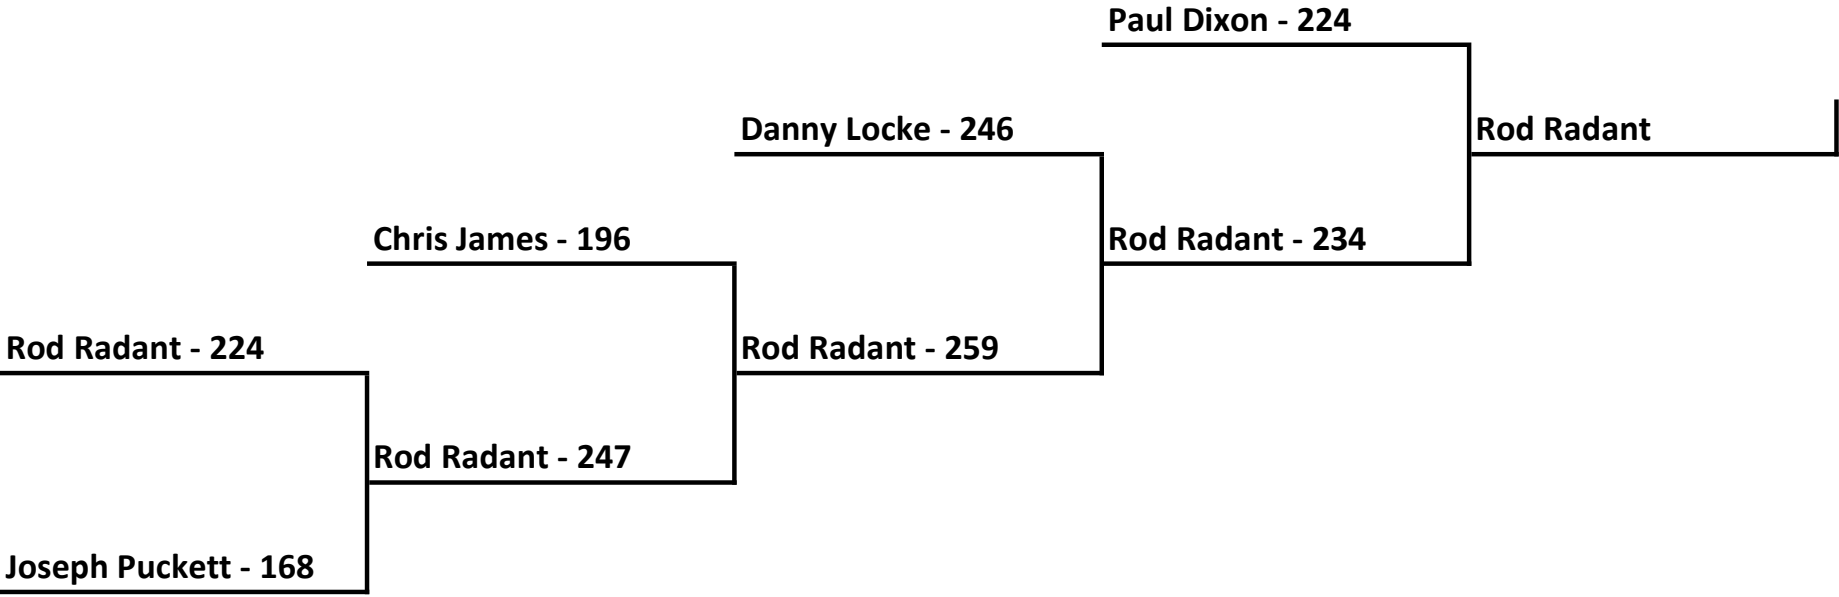 Paul Dixon - 224
Danny Locke - 246
Rod Radant
Chris James - 196
Rod Radant - 234
Rod Radant - 224
Rod Radant - 259
Rod Radant - 247
Joseph Puckett - 168